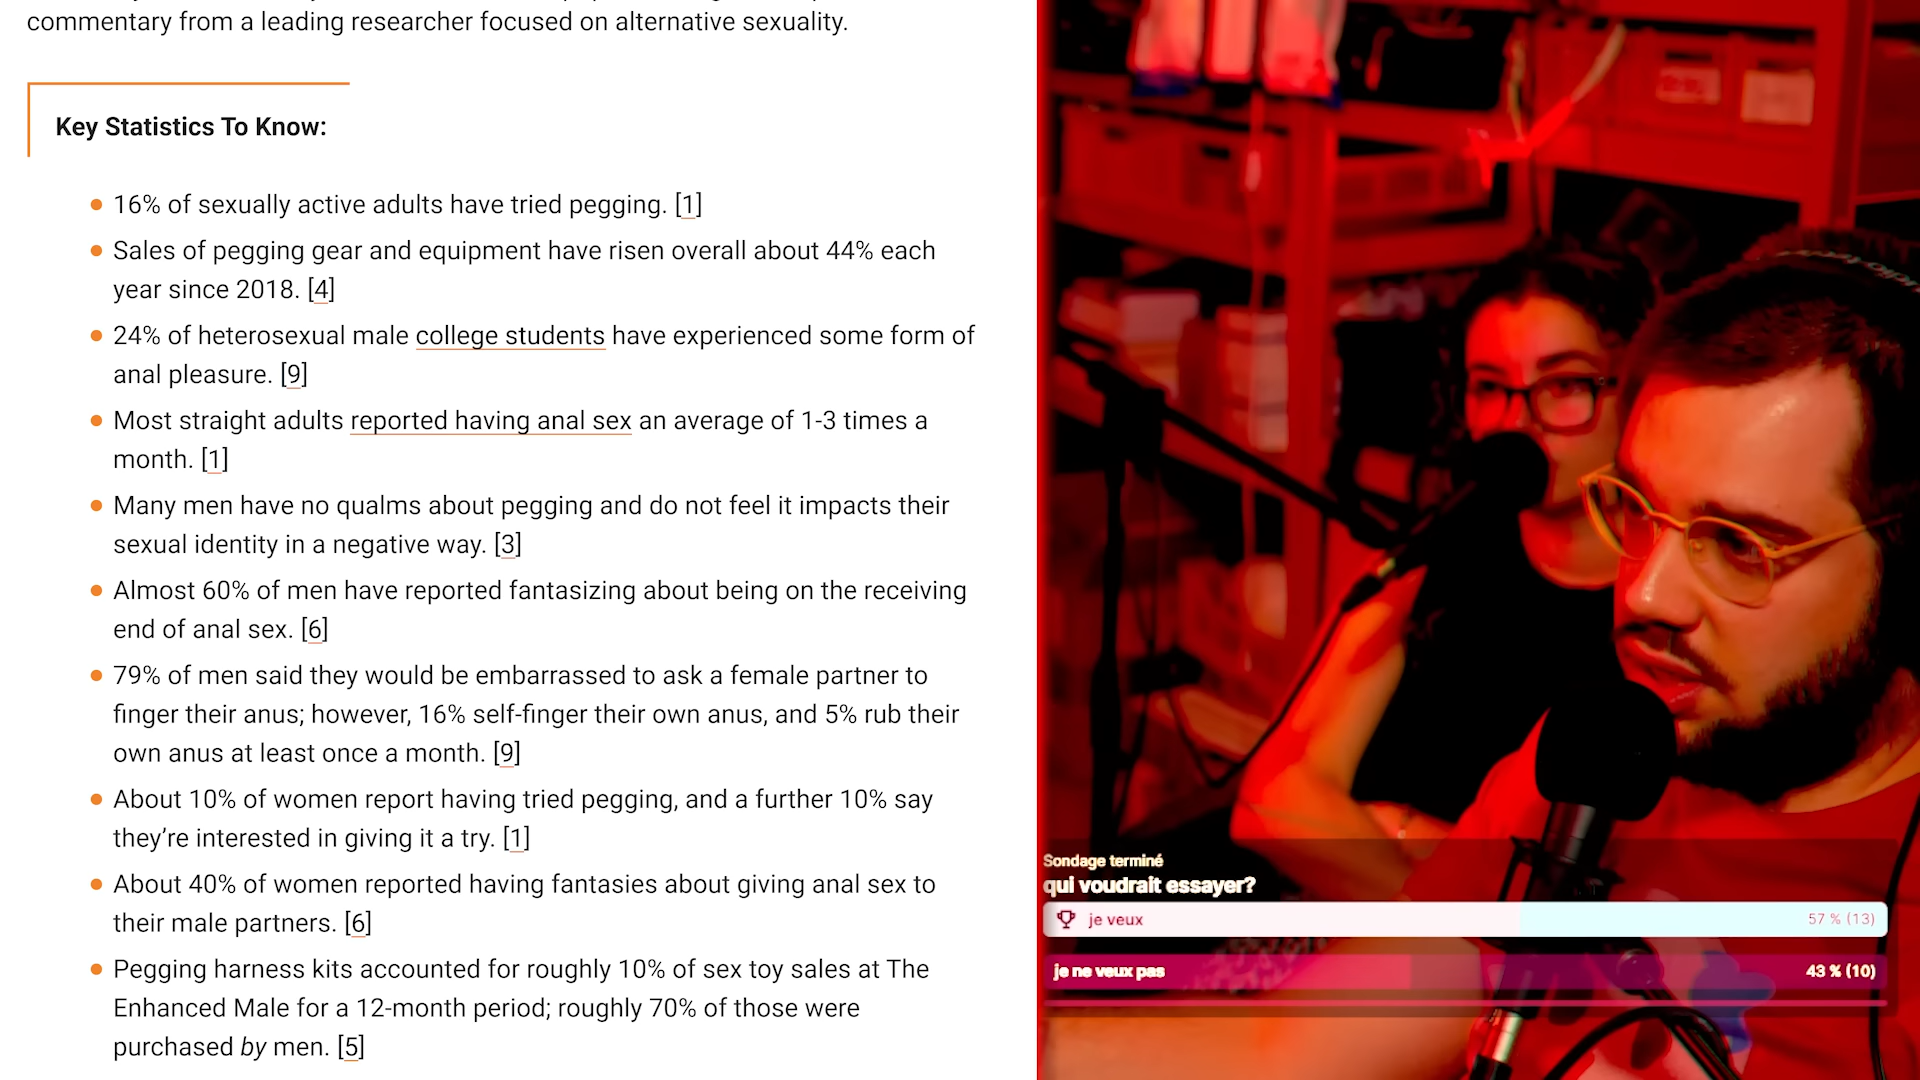 commentary from a leading researcher focused on alternative sexuality.
Key Statistics To Know:
16% of sexually active adults have tried pegging. [1]
Sales of pegging gear and equipment have risen overall about 44% each
year since 2018. [4]
24% of heterosexual male college students have experienced some form of
anal pleasure. [9]
Most straight adults reported having anal sex an average of 1-3 times a
month. [1]
Many men have no qualms about pegging and do not feel it impacts their
sexual identity in a negative way. [3]
Almost 60% of men have reported fantasizing about being on the receiving
end of anal sex. [6]
79% of men said they would be embarrassed to ask a female partner to
finger their anus; however, 16% self-finger their own anus, and 5% rub their
own anus at least once a month. [9]
About 10% of women report having tried pegging, and a further 10% say
they’re interested in giving it a try. [1]
About 40% of women reported having fantasies about giving anal sex to
their male partners. [6]
Pegging harness kits accounted for roughly 10% of sex toy sales at The
Enhanced Male for a 12-month period; roughly 70% of those were
purchased by men. [5]
Sondage terminé
qui voudrait essayer?
je veux 57 % (13)
je ne veux pas 43 % (10)